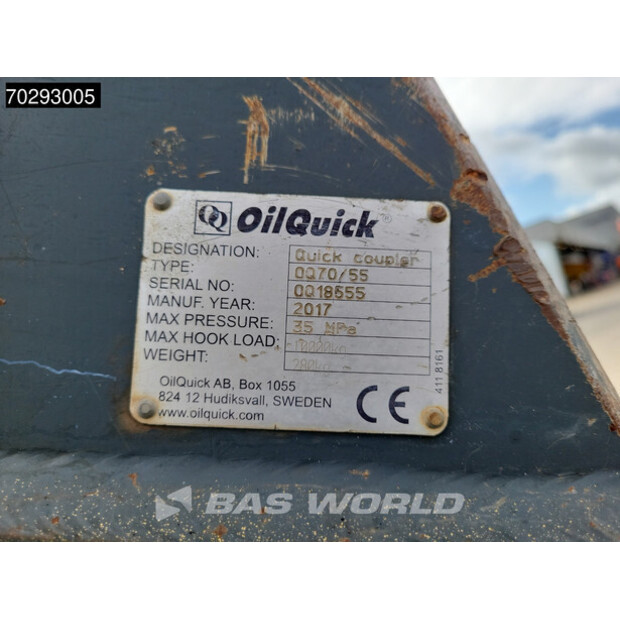 70293005
OilQuick®
DESIGNATION: Quick coupler
TYPE: OQ70/55
SERIAL NO: OQ18655
MANUF. YEAR: 2017
MAX PRESSURE: 35 MPa
MAX HOOK LOAD:
WEIGHT:
OilQuick AB, Box 1055
824 12 Hudiksvall, SWEDEN
www.oilquick.com
CE
411 8161
BAS WORLD